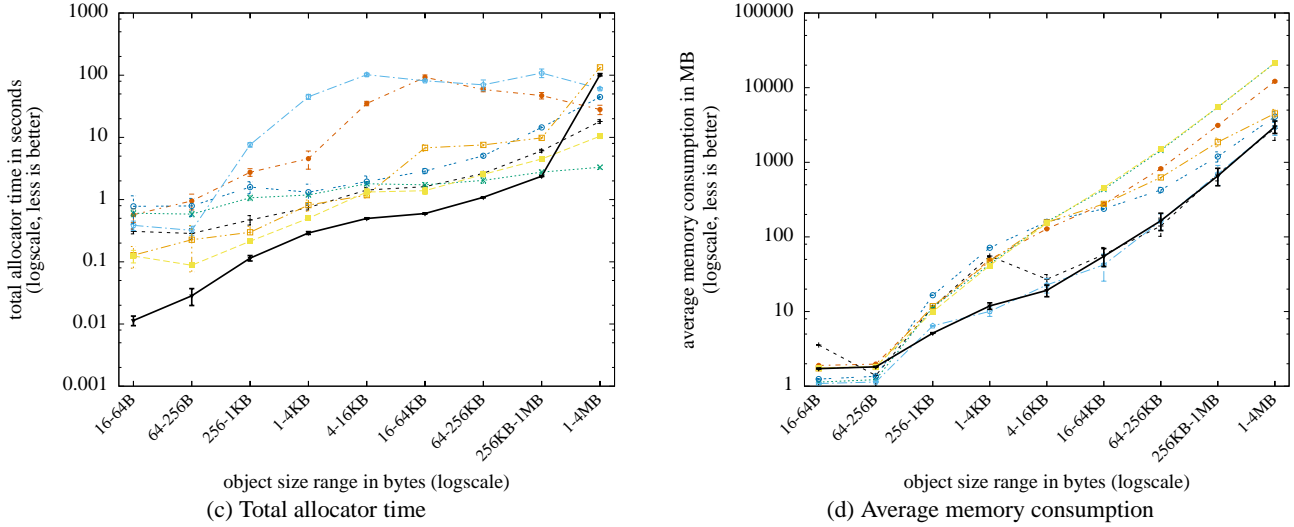 total allocator time in seconds
(logscale, less is better)
1000
100
10
1
0.1
0.01
0.001
16-64B
64-256B
256-1KB
1-4KB
4-16KB
16-64KB
64-256KB
256KB-1MB
1-4MB
object size range in bytes (logscale)
(c) Total allocator time
average memory consumption in MB
(logscale, less is better)
100000
10000
1000
100
10
1
16-64B
64-256B
256-1KB
1-4KB
4-16KB
16-64KB
64-256KB
256KB-1MB
1-4MB
object size range in bytes (logscale)
(d) Average memory consumption